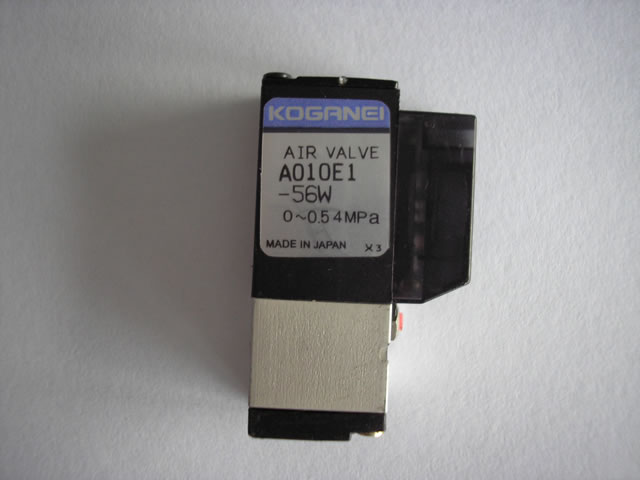 KOGANEI
AIR VALVE
A010E1
-56W
0~0.54MPa
MADE IN JAPAN X3